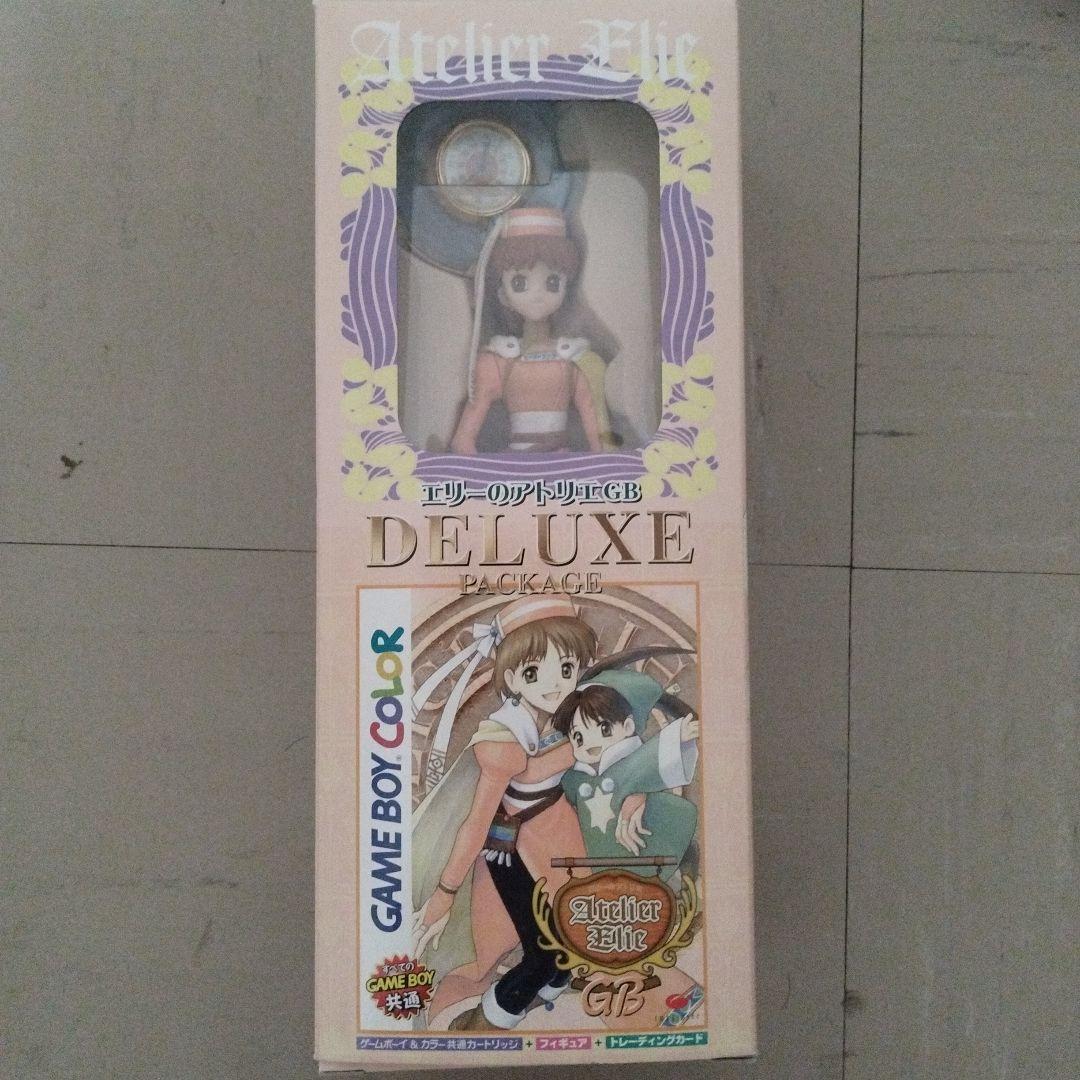 Atelier Elie
エリーのアトリエGB
DELUXE
PACKAGE
GAME BOY COLOR
すべての
GAME BOY
共通
Atelier
Elie
GB
ゲームボーイ&カラー共通カートリッジ + フィギュア + トレーディングカード